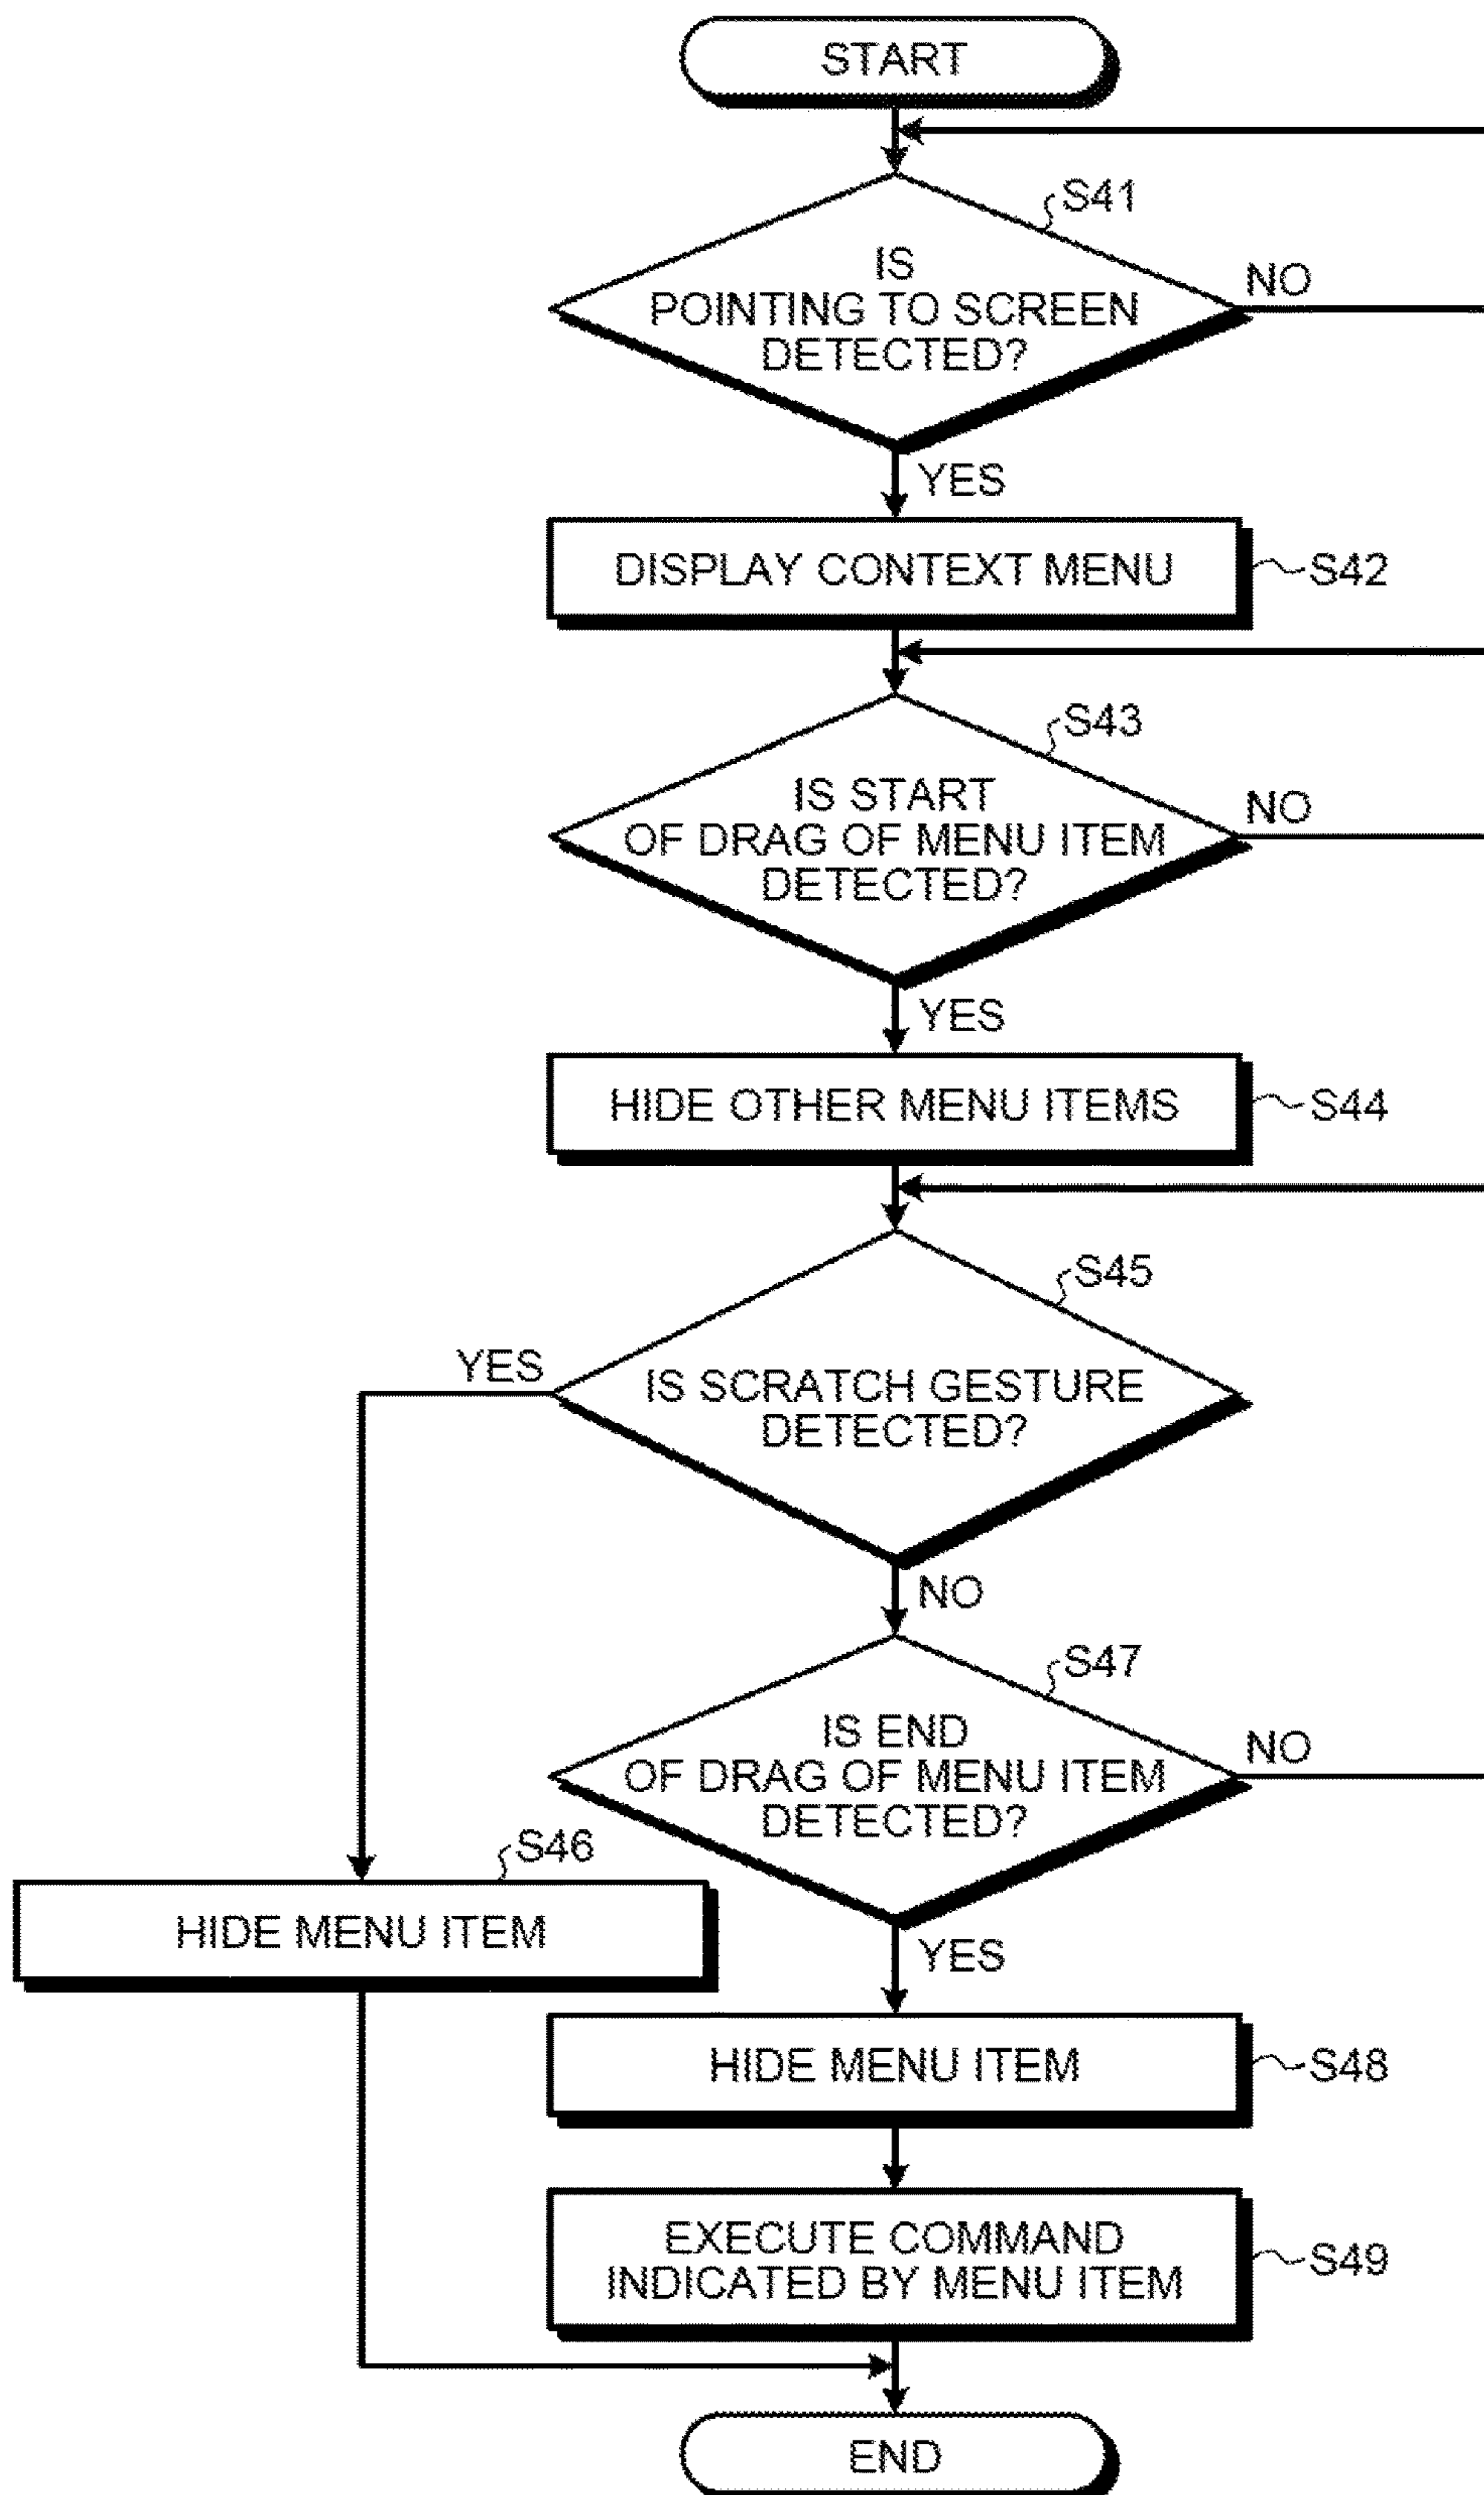 START
S41
IS
POINTING TO SCREEN
DETECTED?
NO
YES
DISPLAY CONTEXT MENU
S42
S43
IS START
OF DRAG OF MENU ITEM
DETECTED?
NO
YES
HIDE OTHER MENU ITEMS
S44
S45
YES
IS SCRATCH GESTURE
DETECTED?
NO
S47
IS END
OF DRAG OF MENU ITEM
DETECTED?
NO
S46
HIDE MENU ITEM
YES
HIDE MENU ITEM
S48
EXECUTE COMMAND
INDICATED BY MENU ITEM
S49
END